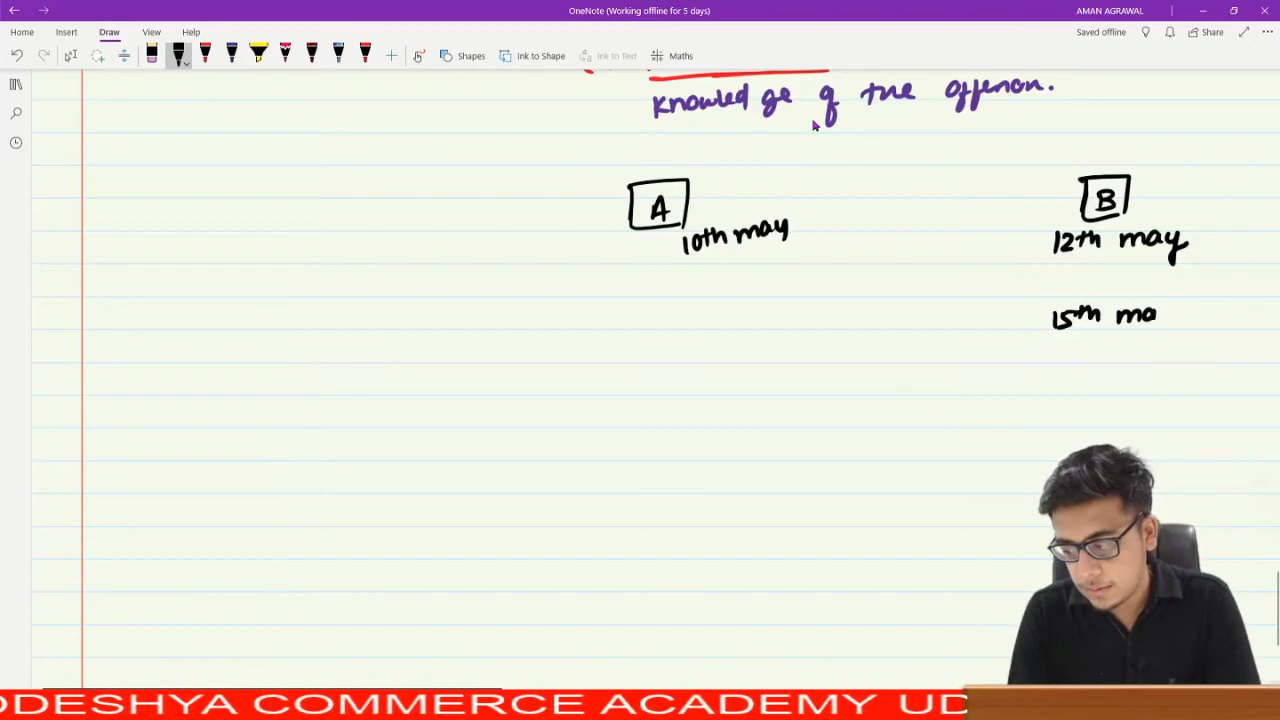 OneNote (Working offline for 5 days)
AMAN AGRAWAL
Home Insert Draw View Help
Saved offline
Share
Shapes
Ink to Shape
Ink to Text
Maths
knowledge of the offeror.
A
10th may
B
12th may
15th ma
ODESHYA COMMERCE ACADEMY UD